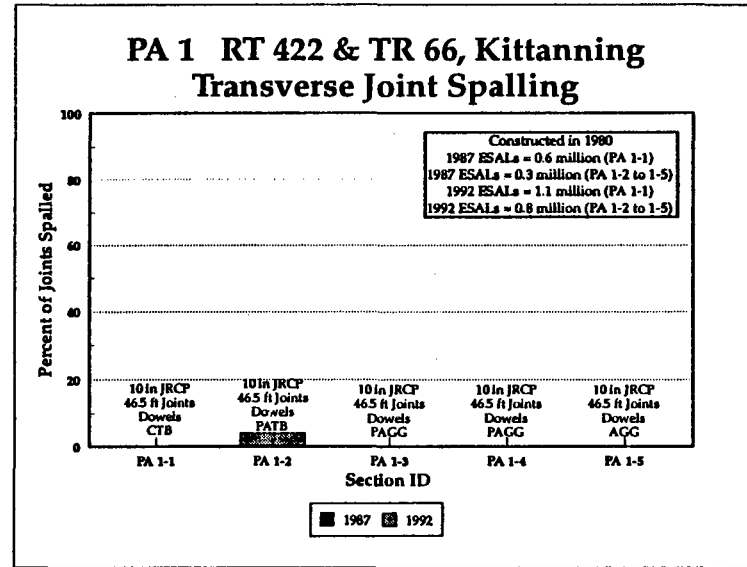 PA 1 RT 422 & TR 66, Kittanning
Transverse Joint Spalling
Percent of Joints Spalled
100
80
60
40
20
0
Constructed in 1980
1987 ESALs = 0.6 million (PA 1-1)
1987 ESALs = 0.3 million (PA 1-2 to 1-5)
1992 ESALs = 1.1 million (PA 1-1)
1992 ESALs = 0.8 million (PA 1-2 to 1-5)
10 in JRCP
46.5 ft Joints
Dowels
CTB
10 in JRCP
46.5 ft Joints
Dowels
PATB
10 in JRCP
46.5 ft Joints
Dowels
PAGG
10 in JRCP
46.5 ft Joints
Dowels
PAGG
10 in JRCP
46.5 ft Joints
Dowels
AGG
PA 1-1
PA 1-2
PA 1-3
PA 1-4
PA 1-5
Section ID
1987
1992